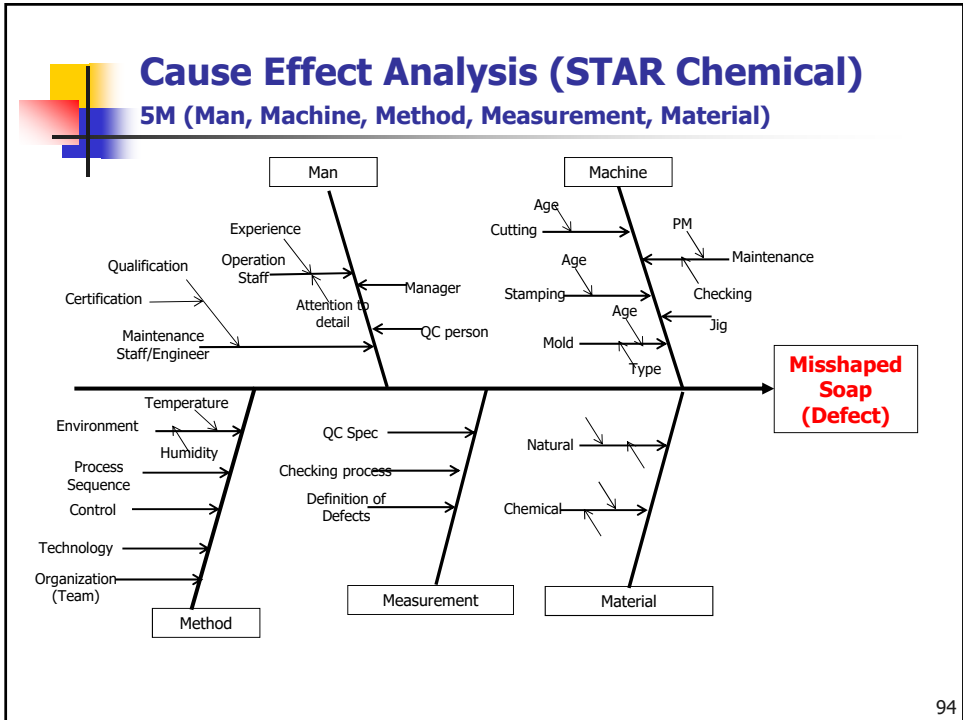 Cause Effect Analysis (STAR Chemical)
5M (Man, Machine, Method, Measurement, Material)
Man
Machine
Experience
Operation
Staff
Qualification
Certification
Attention to
detail
Manager
QC person
Maintenance
Staff/Engineer
Age
Cutting
PM
Maintenance
Checking
Age
Stamping
Jig
Age
Mold
Type
Misshaped
Soap
(Defect)
Temperature
Environment
Humidity
Process
Sequence
Control
Technology
Organization
(Team)
Method
QC Spec
Checking process
Definition of
Defects
Measurement
Natural
Chemical
Material
94